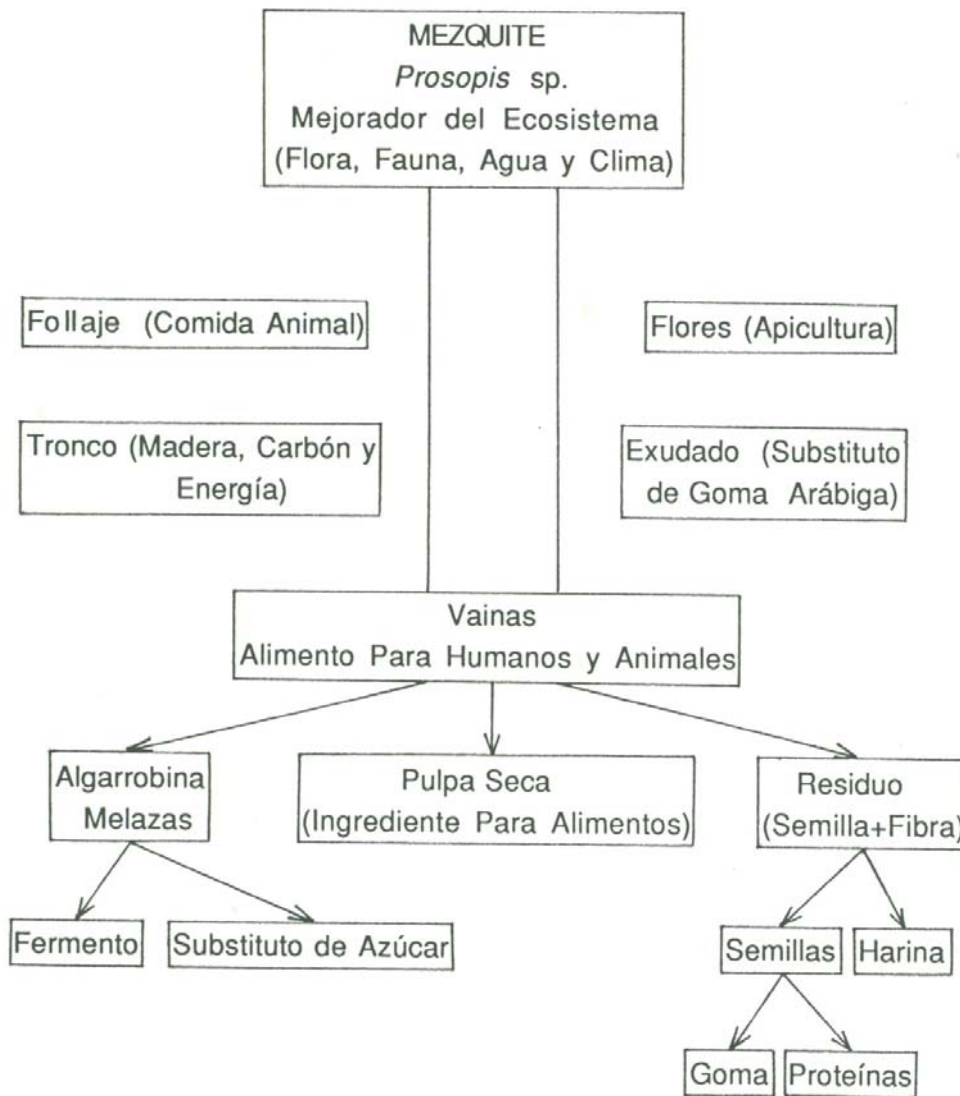 MEZQUITE
Prosopis sp.
Mejorador del Ecosistema
(Flora, Fauna, Agua y Clima)
Follaje (Comida Animal)
Flores (Apicultura)
Tronco (Madera, Carbón y
Energía)
Exudado (Substituto
de Goma Arábiga)
Vainas
Alimento Para Humanos y Animales
Algarrobina
Melazas
Pulpa Seca
(Ingrediente Para Alimentos)
Residuo
(Semilla+Fibra)
Fermento
Substituto de Azúcar
Semillas
Harina
Goma
Proteínas